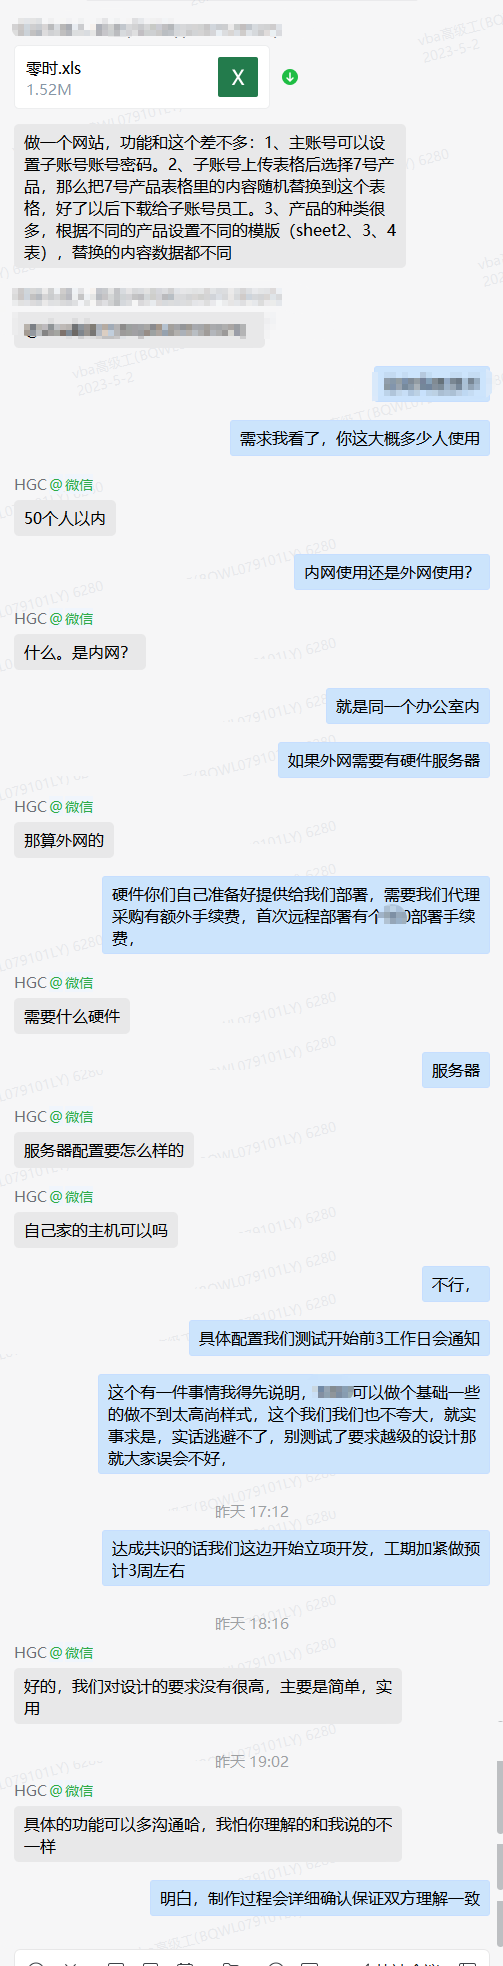 零时.xls
1.52M
做一个网站，功能和这个差不多：1、主账号可以设
置子账号账号密码。2、子账号上传表格后选择7号产
品，那么把7号产品表格里的内容随机替换到这个表
格，好了以后下载给子账号员工。3、产品的种类很
多，根据不同的产品设置不同的模版（sheet2、3、4
表），替换的内容数据都不同
需求我看了，你这大概多少人使用
HGC@微信
50个人以内
内网使用还是外网使用？
HGC@微信
什么。是内网？
就是同一个办公室内
如果外网需要有硬件服务器
HGC@微信
那算外网的
硬件你们自己准备好提供给我们部署，需要我们代理
采购有额外手续费，首次远程部署有个 0部署手续
费，
HGC@微信
需要什么硬件
服务器
HGC@微信
服务器配置要怎么样的
HGC@微信
自己家的主机可以吗
不行，
具体配置我们测试开始前3工作日会通知
这个有一件事情我得先说明， 可以做个基础一些
的做不到太高尚样式，这个我们我们也不夸大，就实
事求是，实话逃避不了，别测试了要求越级的设计那
就大家误会不好，
昨天 17:12
达成共识的话我们这边开始立项开发，工期加紧做预
计3周左右
昨天 18:16
HGC@微信
好的，我们对设计的要求没有很高，主要是简单，实
用
昨天 19:02
HGC@微信
具体的功能可以多沟通哈，我怕你理解的和我说的不
一样
明白，制作过程会详细确认保证双方理解一致